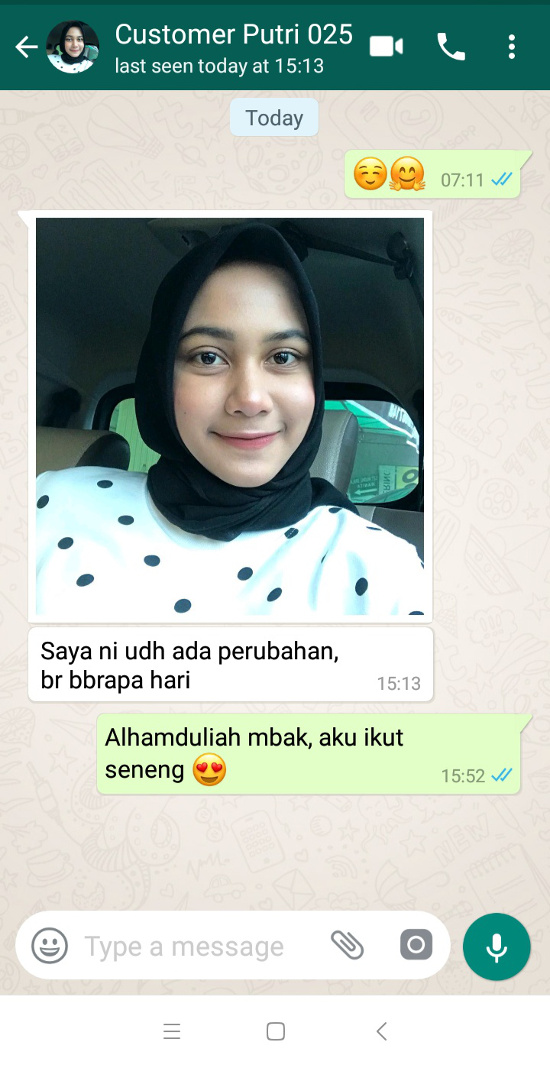 Customer Putri 025
last seen today at 15:13
Today
☺️🤗 07:11
Saya ni udh ada perubahan,
br bbrapa hari 15:13
Alhamduliah mbak, aku ikut
seneng 😍 15:52
Type a message